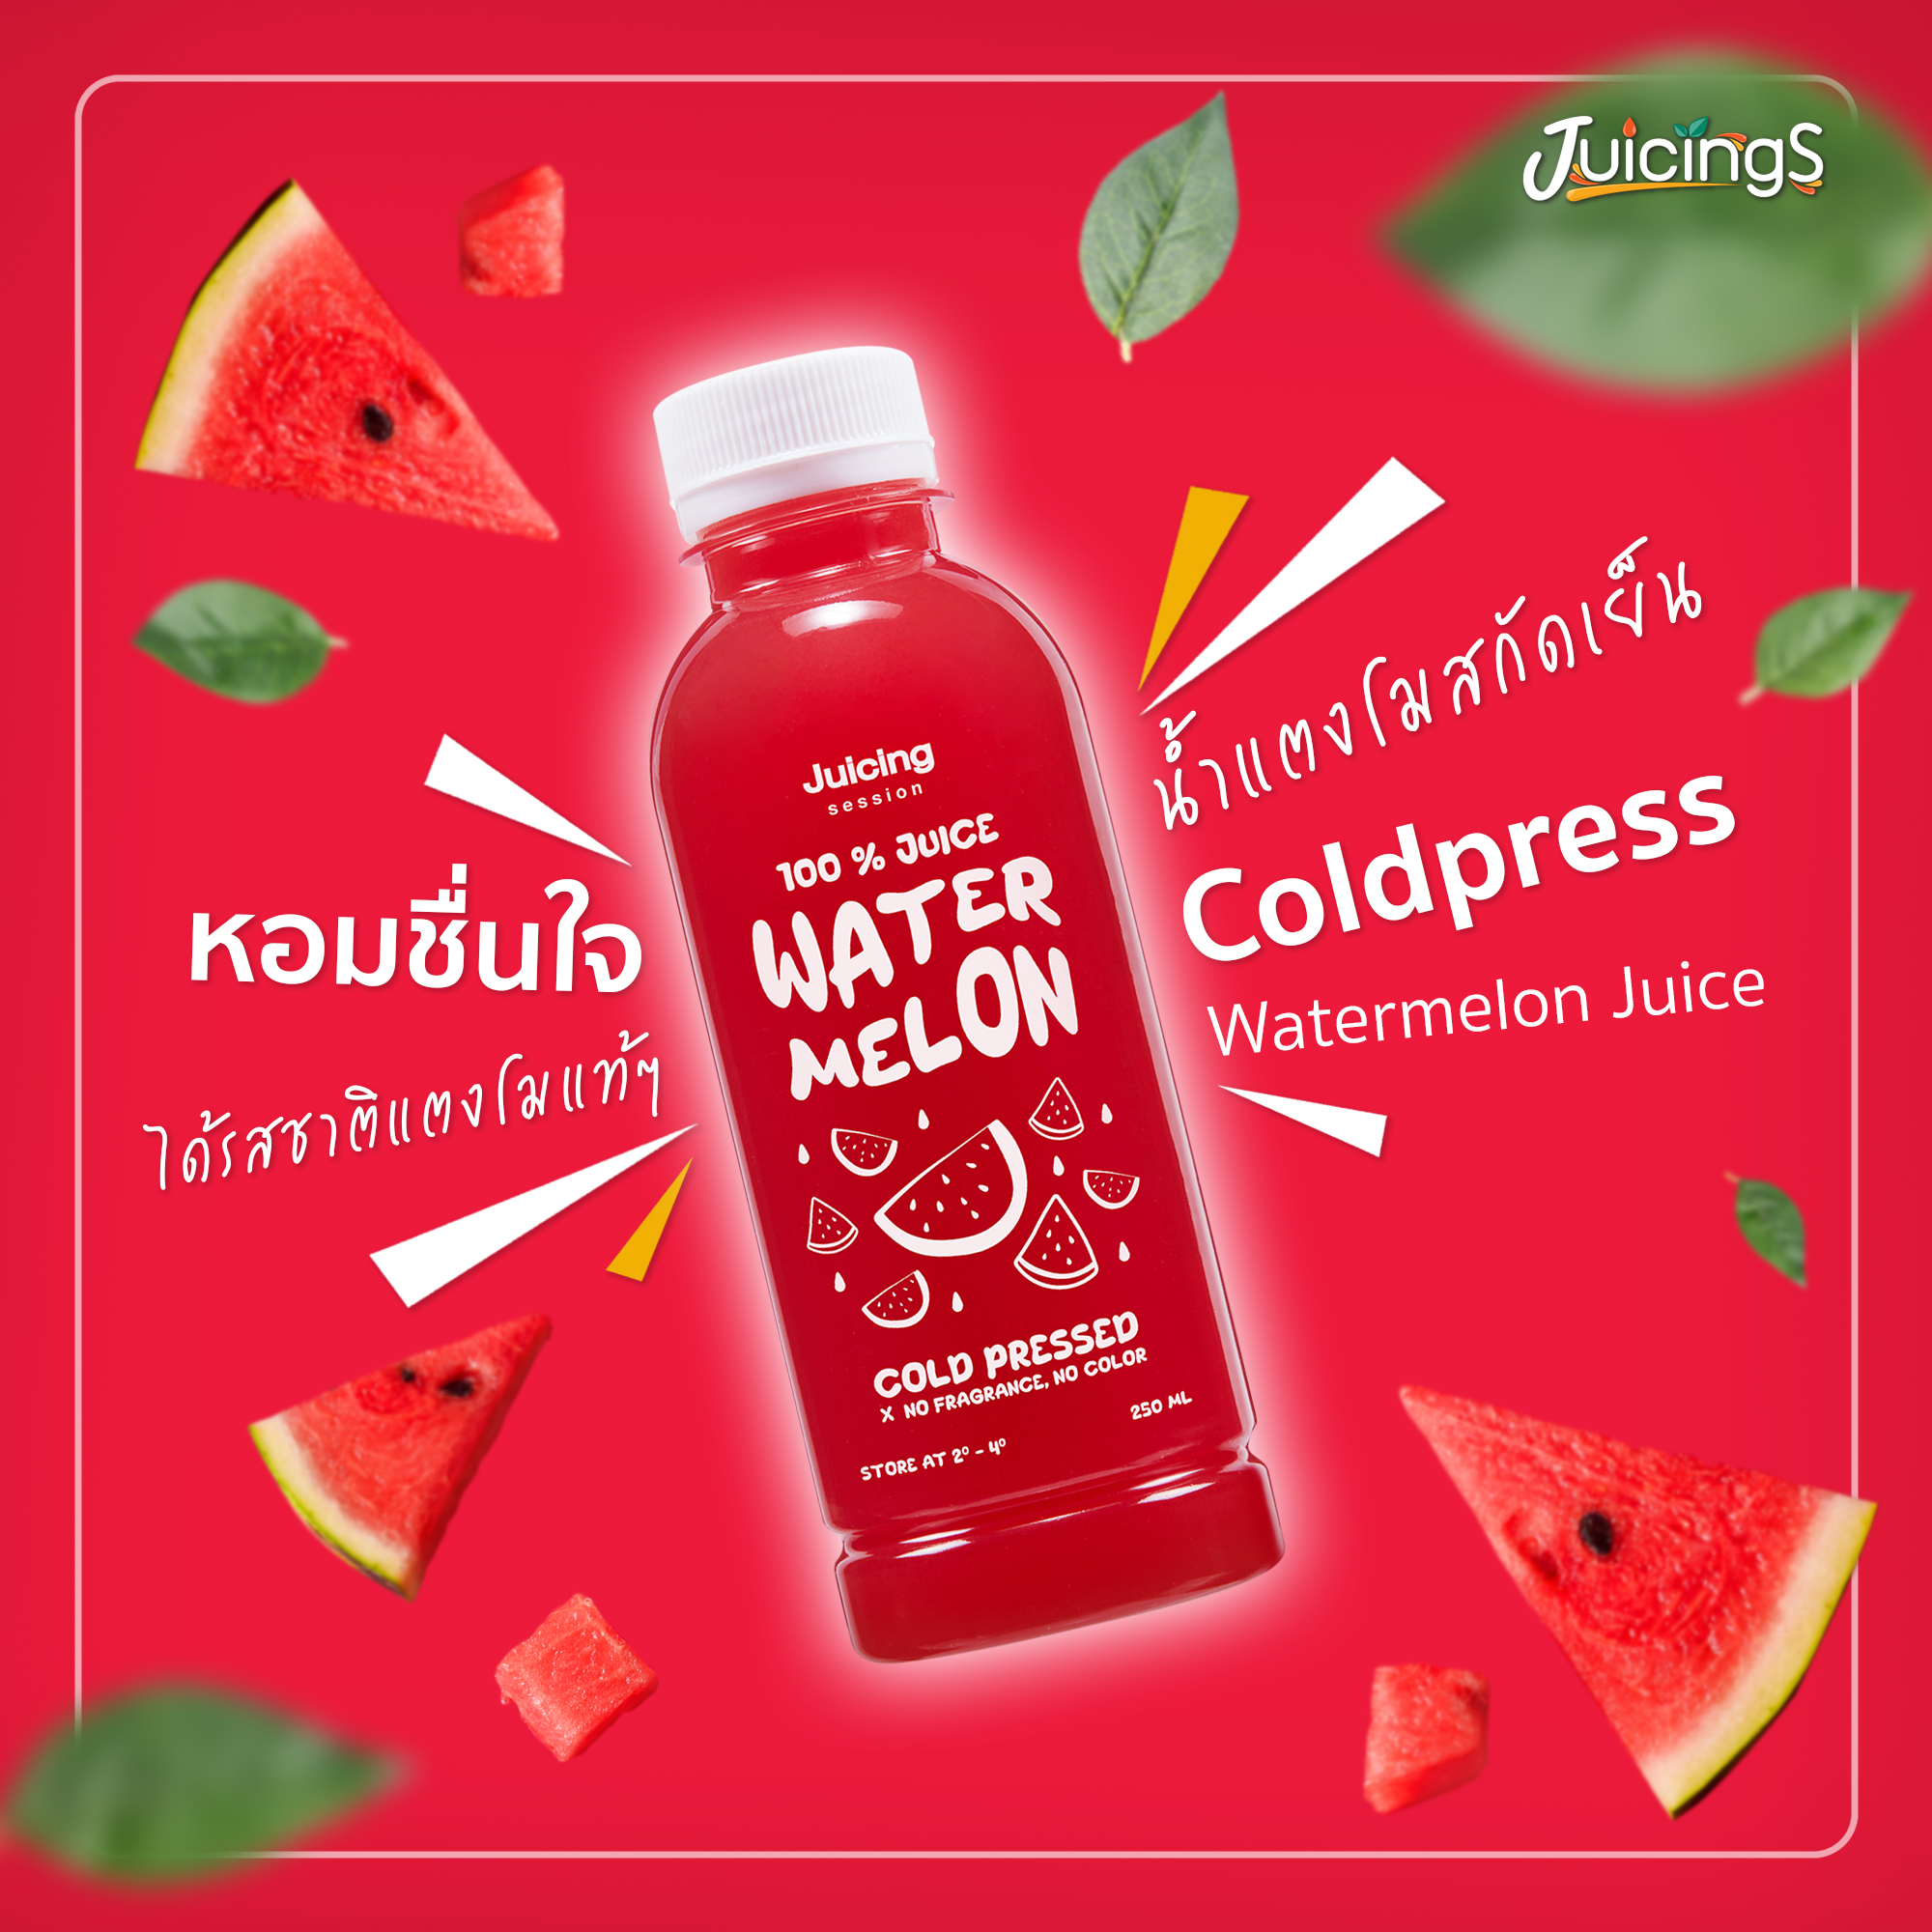 Juicings
น้ำแตงโมสกัดเย็น
Coldpress
Watermelon Juice
หอมชื่นใจ
ได้รสชาติแตงโมแท้ๆ
Juicing
session
100 % JUICE
WATER
MELON
COLD PRESSED
X NO FRAGRANCE, NO COLOR
250 ML
STORE AT 2° - 4°